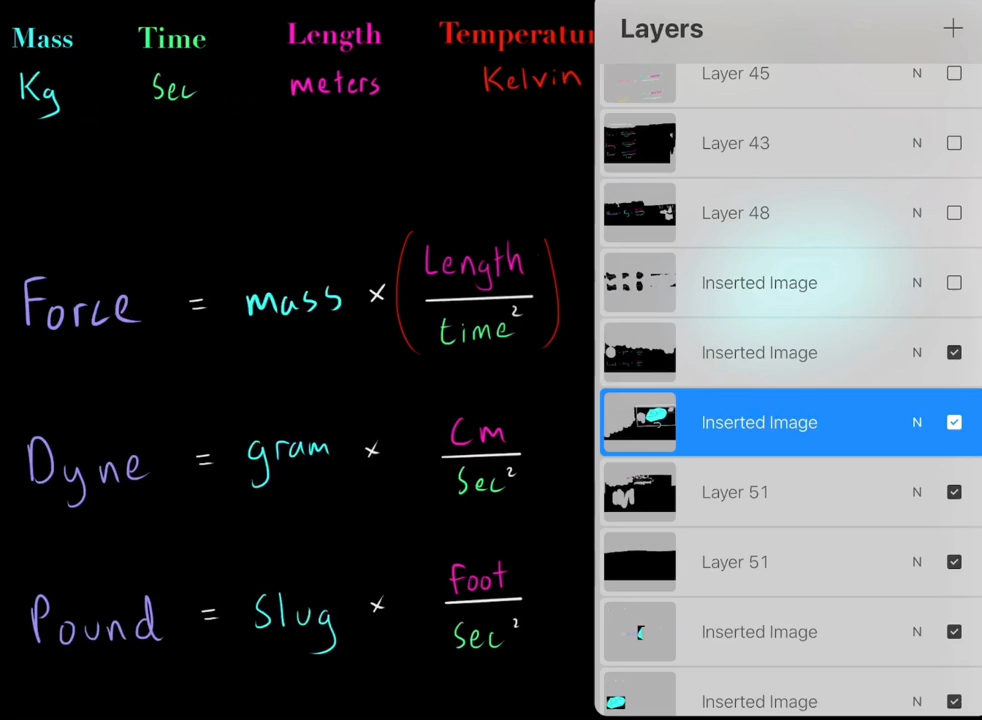 Mass Time Length Temperatur
Kg Sec meters Kelvin
Force = mass × (Length / time²)
Dyne = gram × Cm / Sec²
Pound = Slug × Foot / Sec²
Layers +
Layer 45 N
Layer 43 N
Layer 48 N
Inserted Image N
Inserted Image N
Inserted Image N
Layer 51 N
Layer 51 N
Inserted Image N
Inserted Image N